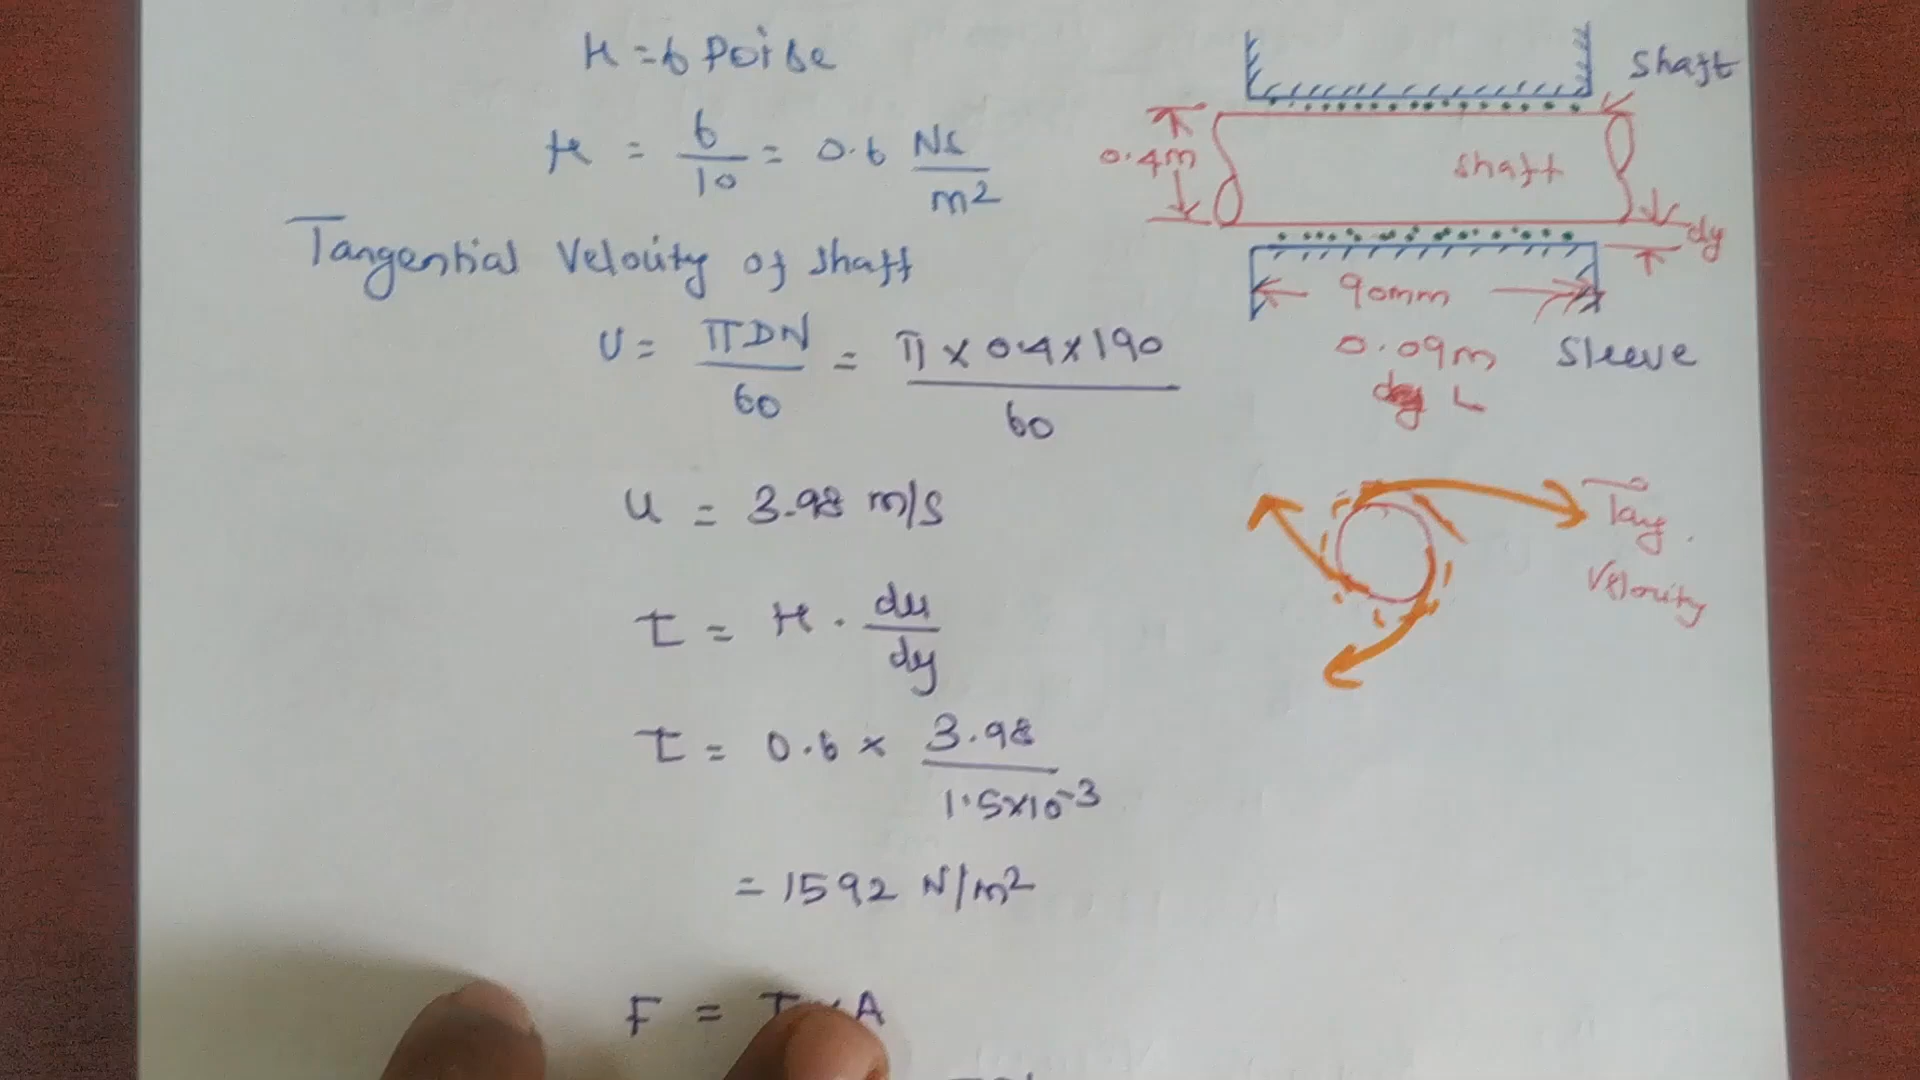 μ = 6 Poise
μ = 6/10 = 0.6 Ns/m²
Tangential Velocity of shaft
U = πDN/60 = π × 0.4 × 190/60
u = 3.98 m/s
τ = μ . du/dy
τ = 0.6 × 3.98/1.5×10⁻³
= 1592 N/m²
F = τ × A
shaft
0.4m
shaft
dy
90mm
0.09m
Sleeve
L
Tang.
Velocity